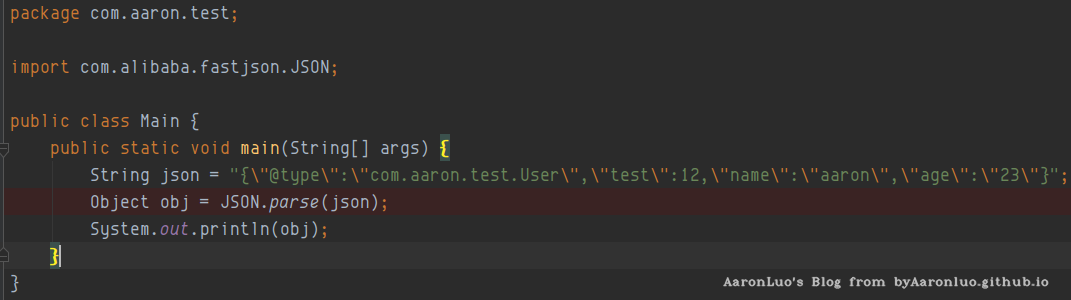 package com.aaron.test;
import com.alibaba.fastjson.JSON;
public class Main {
    public static void main(String[] args) {
        String json = "{\"@type\":\"com.aaron.test.User\",\"test\":12,\"name\":\"aaron\",\"age\":\"23\"}";
        Object obj = JSON.parse(json);
        System.out.println(obj);
    }
AaronLuo's Blog from byAaronluo.github.io
}